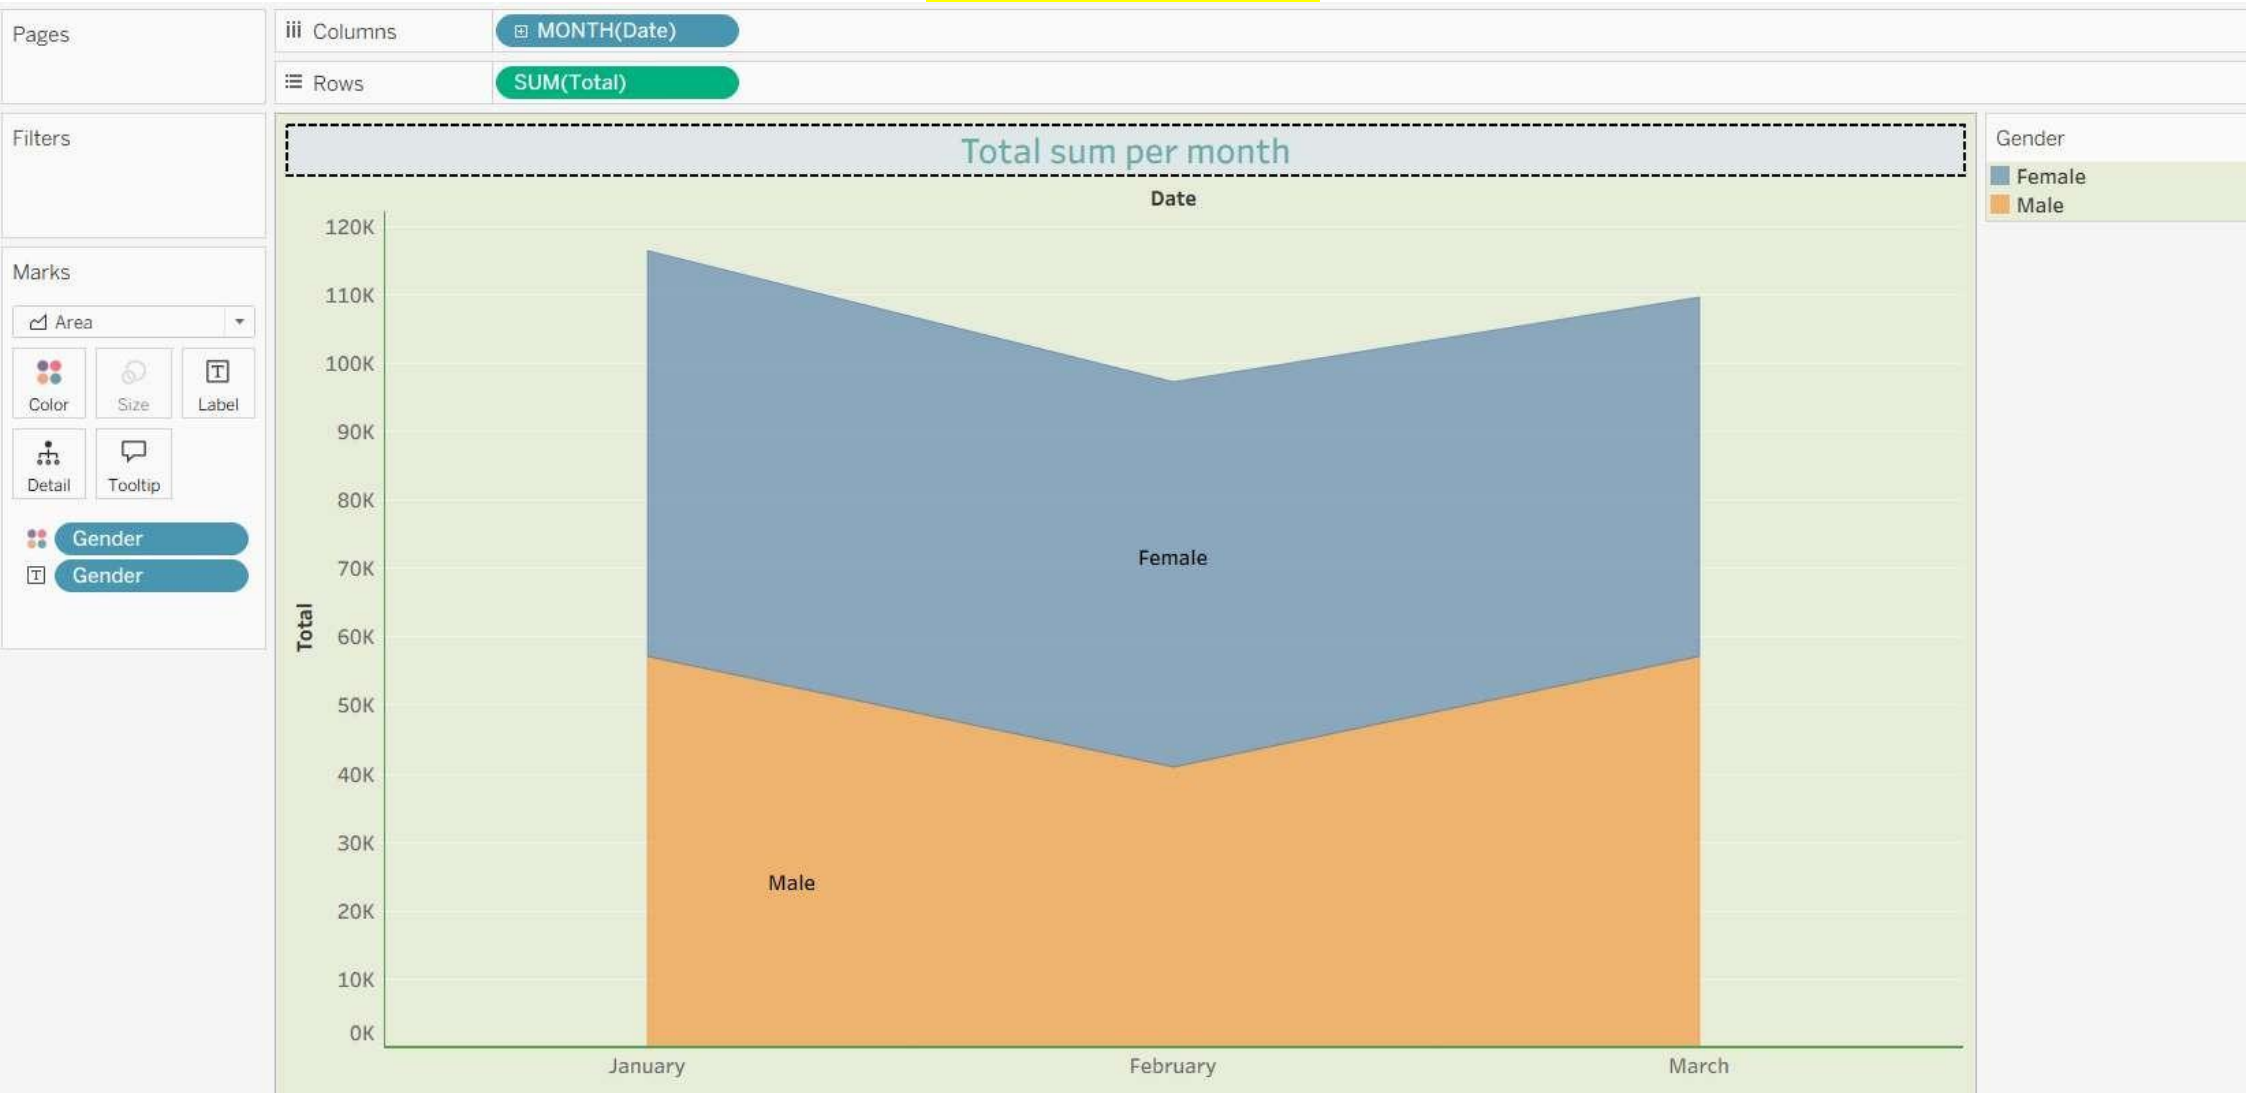 Pages
Columns
MONTH(Date)
Rows
SUM(Total)
Filters
Marks
Area
Color
Size
Label
Detail
Tooltip
Gender
Gender
Total sum per month
Date
Total
120K
110K
100K
90K
80K
70K
60K
50K
40K
30K
20K
10K
0K
Female
Male
January
February
March
Gender
Female
Male